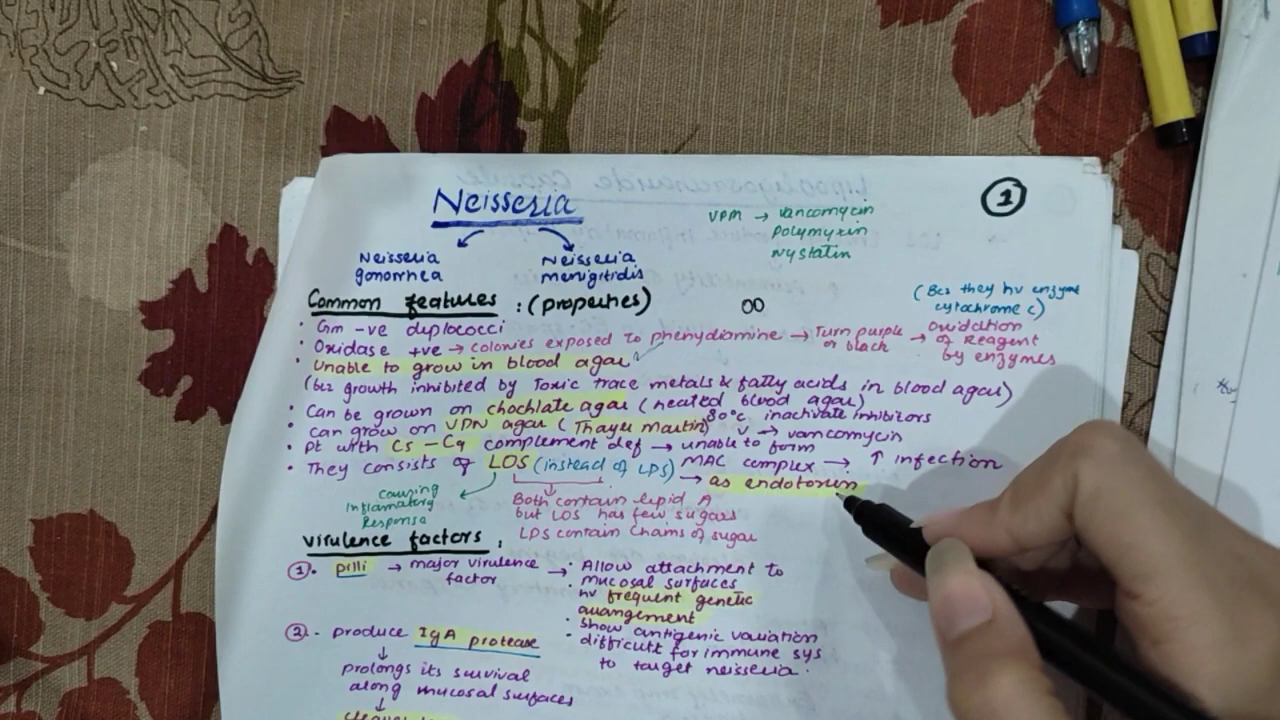 Neisseria
VPM → vancomycin
Polymyxin
Nystatin
1
Neisseria
gonorrhea
Neisseria
menigitidis
Common features : (properties)
(Bcz they hv enzyme
cytochrome c)
• Gm -ve diplococci
• Oxidase +ve → colonies exposed to phenydiamine → Turn purple or black → Oxidation of Reagent by enzymes
• Unable to grow in blood agar
(bcz growth inhibited by Toxic trace metals & fatty acids in blood agar)
• Can be grown on chochlate agar (heated blood agar)
80°C inactivate inhibitors
• can grow on VPN agar (Thayer Martin) V → vancomycin
• Pt with C5 - C9 complement def → unable to form
MAC complex → ↑ infection
• They consists of LOS (instead of LPS) → as endotoxin
causing
Inflamatory
Response
Both contain lipid A
but LOS has few sugars
LPS contain Chains of sugar
Virulence factors :
1. pilli → major virulence
factor
→ • Allow attachment to
mucosal surfaces
• hv frequent genetic
arrangement
• show antigenic variation
• difficult for immune sys
to target neisseria.
2. - produce IgA protease
↓
prolongs its survival
along mucosal surfaces
↓